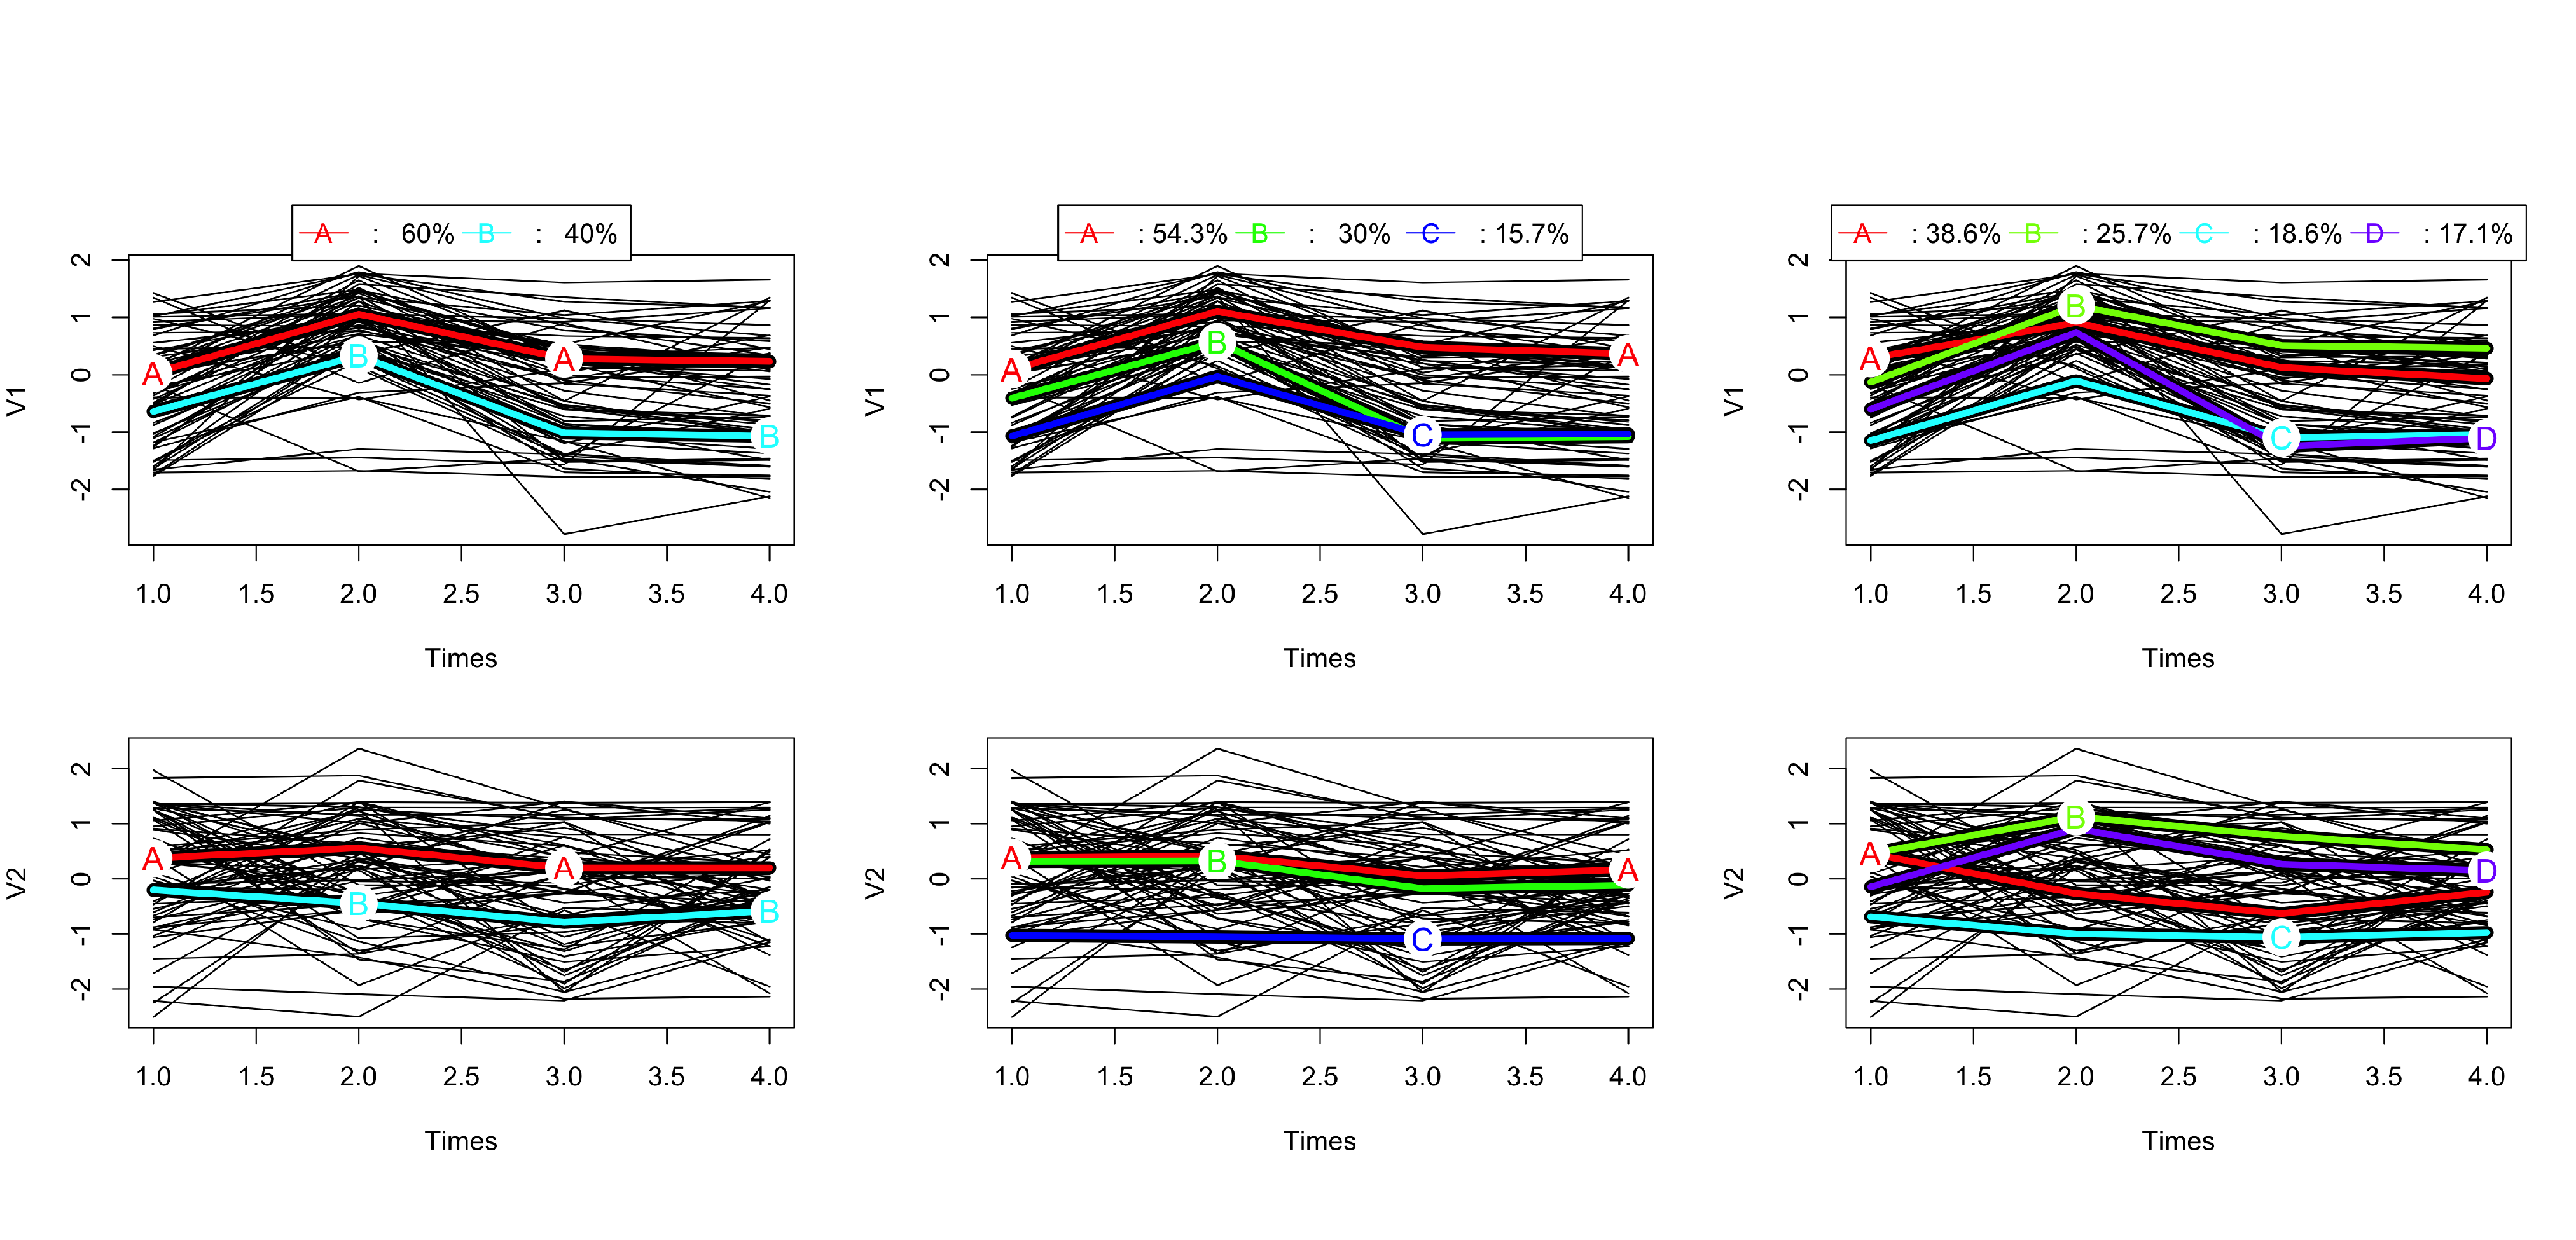 A : 60% B : 40%
A : 54.3% B : 30% C : 15.7%
A : 38.6% B : 25.7% C : 18.6% D : 17.1%
V1
2
1
0
-1
-2
A
B
A
B
1.0 1.5 2.0 2.5 3.0 3.5 4.0
Times
V1
2
1
0
-1
-2
A
B
C
A
1.0 1.5 2.0 2.5 3.0 3.5 4.0
Times
V1
2
1
0
-1
-2
A
B
C
D
1.0 1.5 2.0 2.5 3.0 3.5 4.0
Times
V2
2
1
0
-1
-2
A
B
A
B
1.0 1.5 2.0 2.5 3.0 3.5 4.0
Times
V2
2
1
0
-1
-2
A
B
C
A
1.0 1.5 2.0 2.5 3.0 3.5 4.0
Times
V2
2
1
0
-1
-2
A
B
C
D
1.0 1.5 2.0 2.5 3.0 3.5 4.0
Times